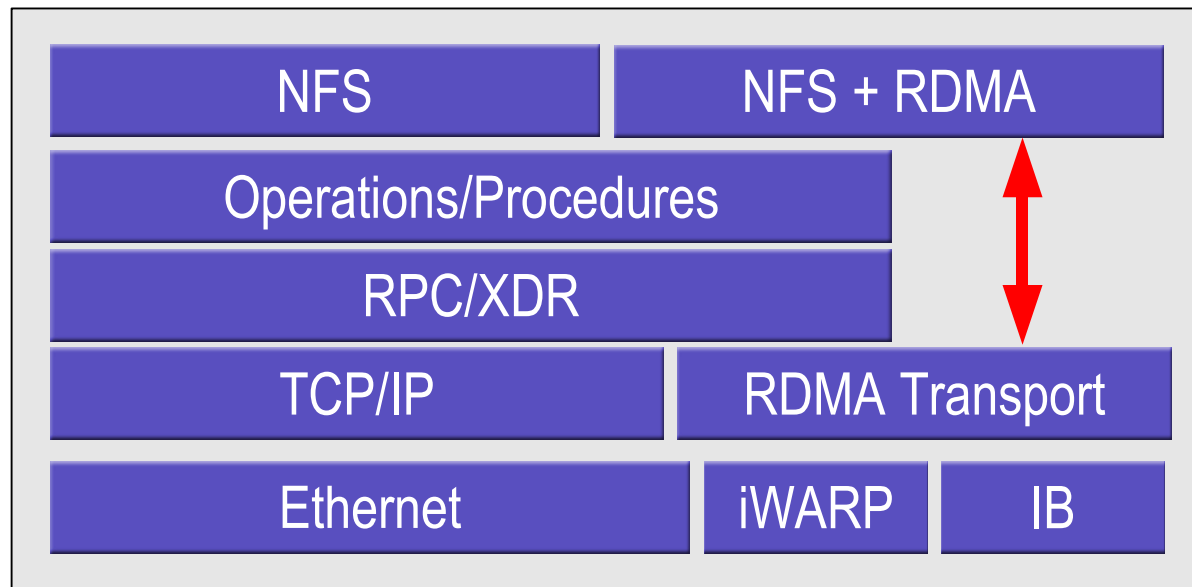 NFS
NFS + RDMA
Operations/Procedures
RPC/XDR
TCP/IP
RDMA Transport
Ethernet
iWARP
IB